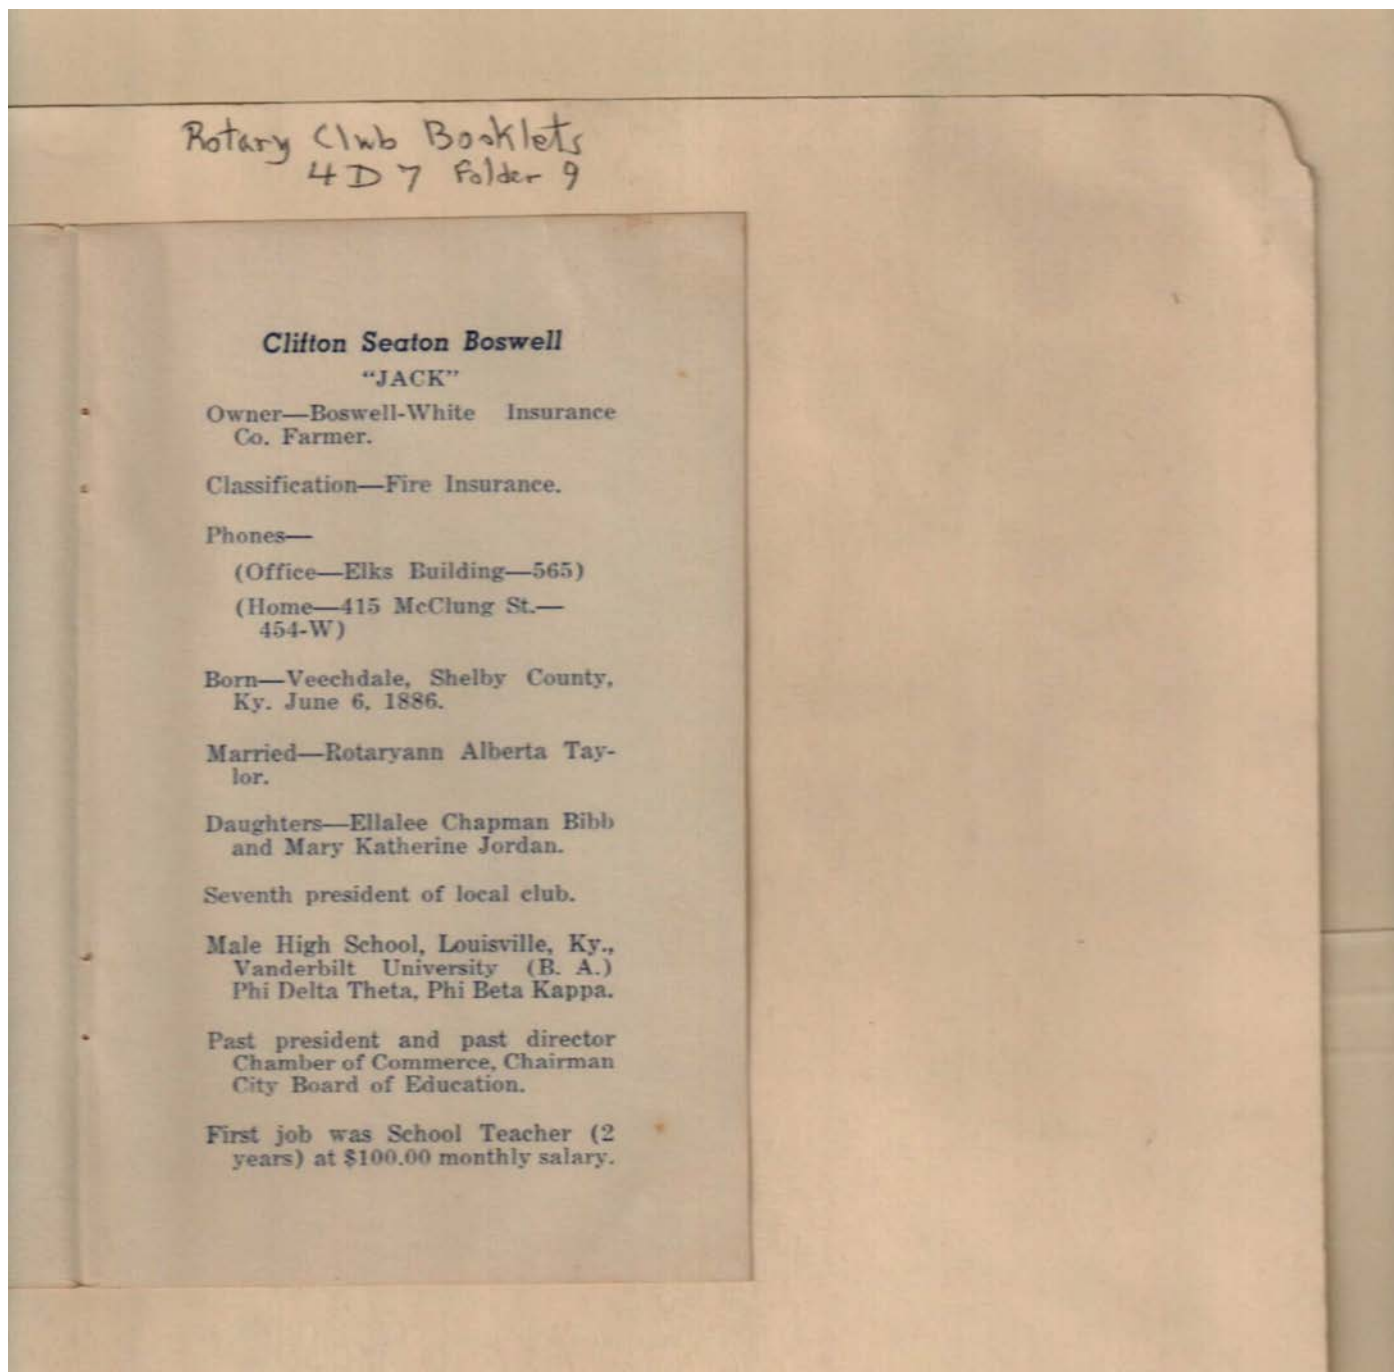 Rotary Club Booklets
4 D 7 Folder 9
Clifton Seaton Boswell
"JACK"
Owner—Boswell-White Insurance
Co. Farmer.
Classification—Fire Insurance.
Phones—
(Office—Elks Building—565)
(Home—415 McClung St.—
454-W)
Born—Veechdale, Shelby County,
Ky. June 6, 1886.
Married—Rotaryann Alberta Tay-
lor.
Daughters—Ellalee Chapman Bibb
and Mary Katherine Jordan.
Seventh president of local club.
Male High School, Louisville, Ky.,
Vanderbilt University (B. A.)
Phi Delta Theta, Phi Beta Kappa.
Past president and past director
Chamber of Commerce, Chairman
City Board of Education.
First job was School Teacher (2
years) at $100.00 monthly salary.